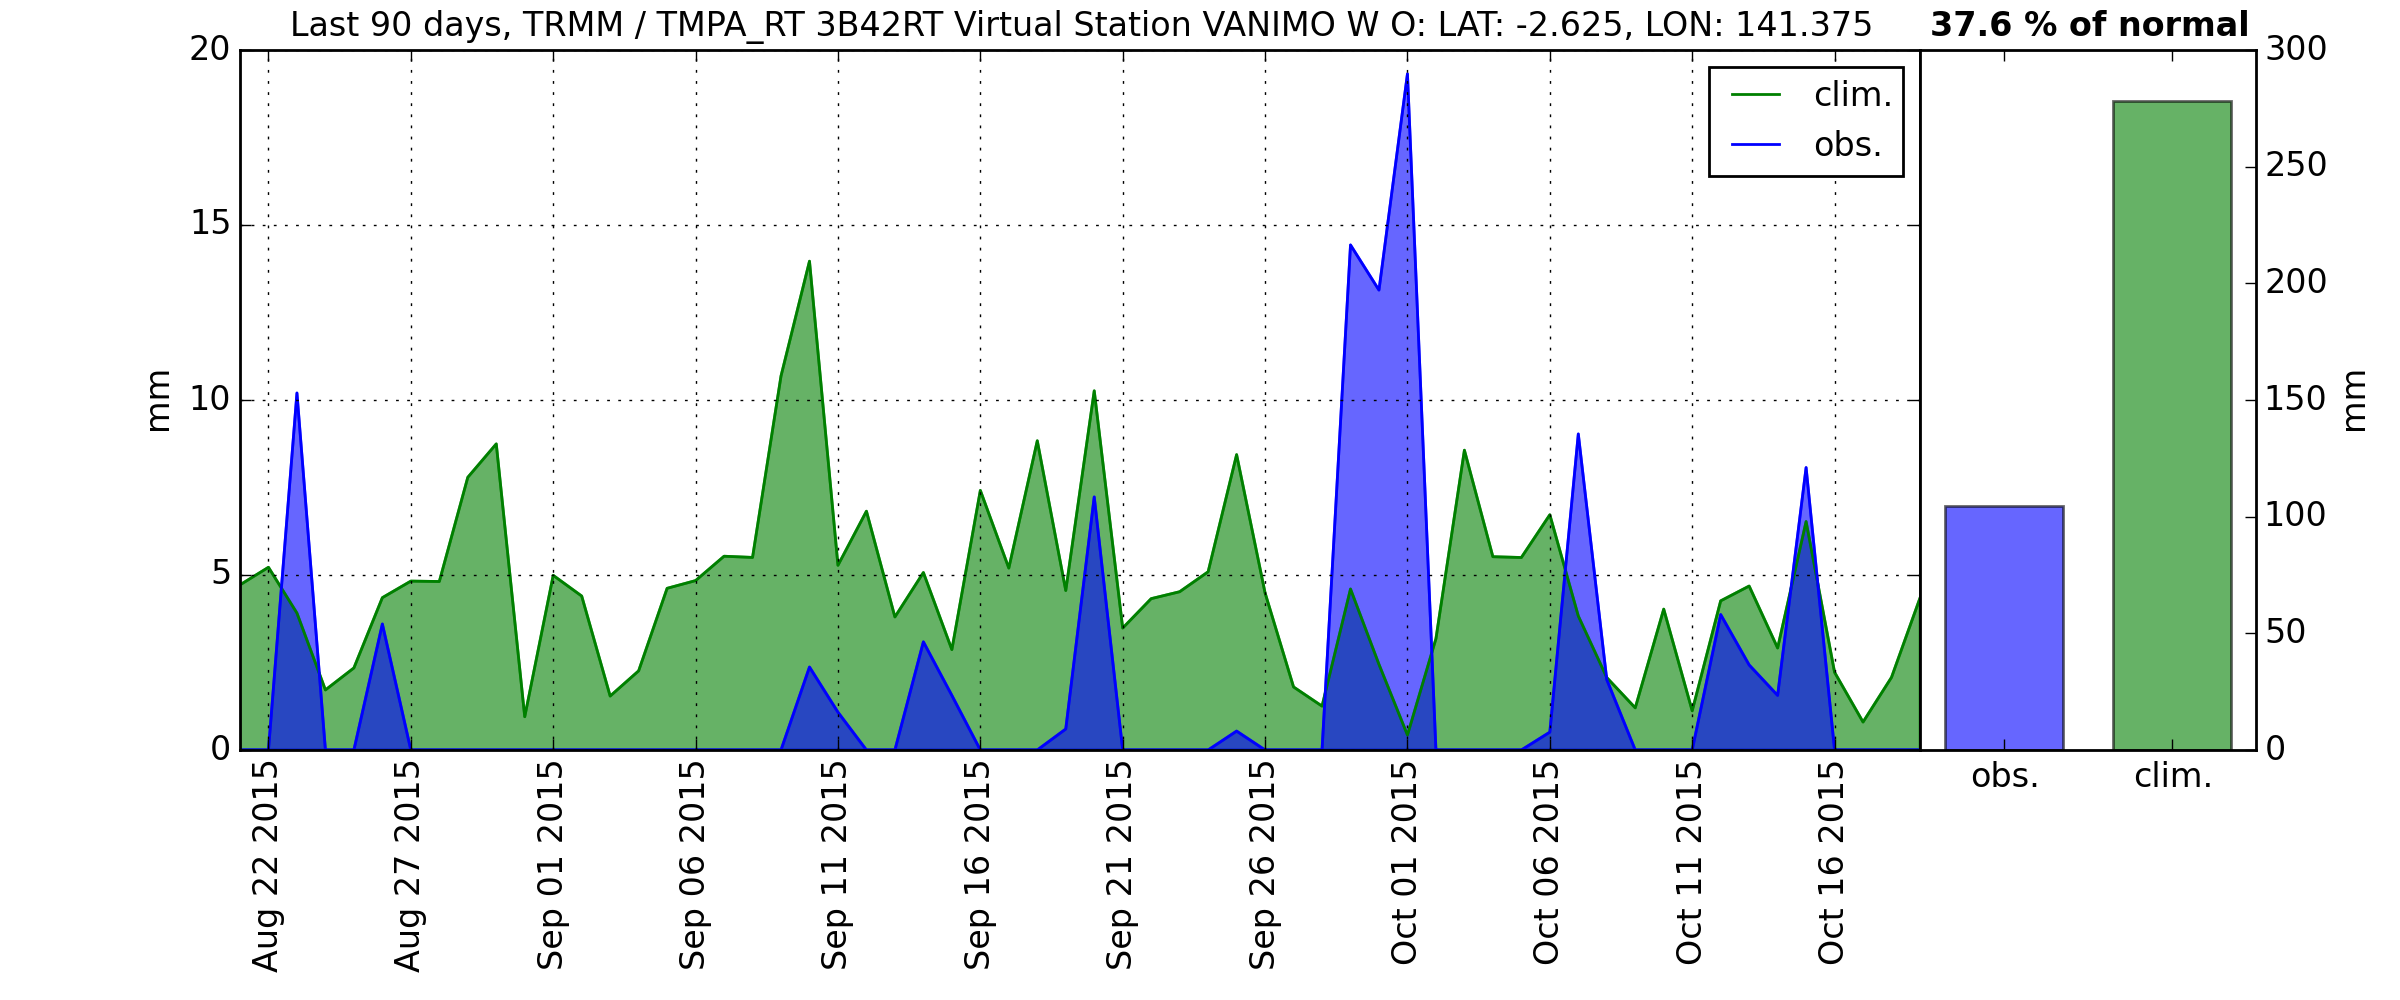 Last 90 days, TRMM / TMPA_RT 3B42RT Virtual Station VANIMO W O: LAT: -2.625, LON: 141.375
37.6 % of normal
20
15
10
5
0
mm
clim.
obs.
300
250
200
150
100
50
0
mm
obs.
clim.
Aug 22 2015
Aug 27 2015
Sep 01 2015
Sep 06 2015
Sep 11 2015
Sep 16 2015
Sep 21 2015
Sep 26 2015
Oct 01 2015
Oct 06 2015
Oct 11 2015
Oct 16 2015